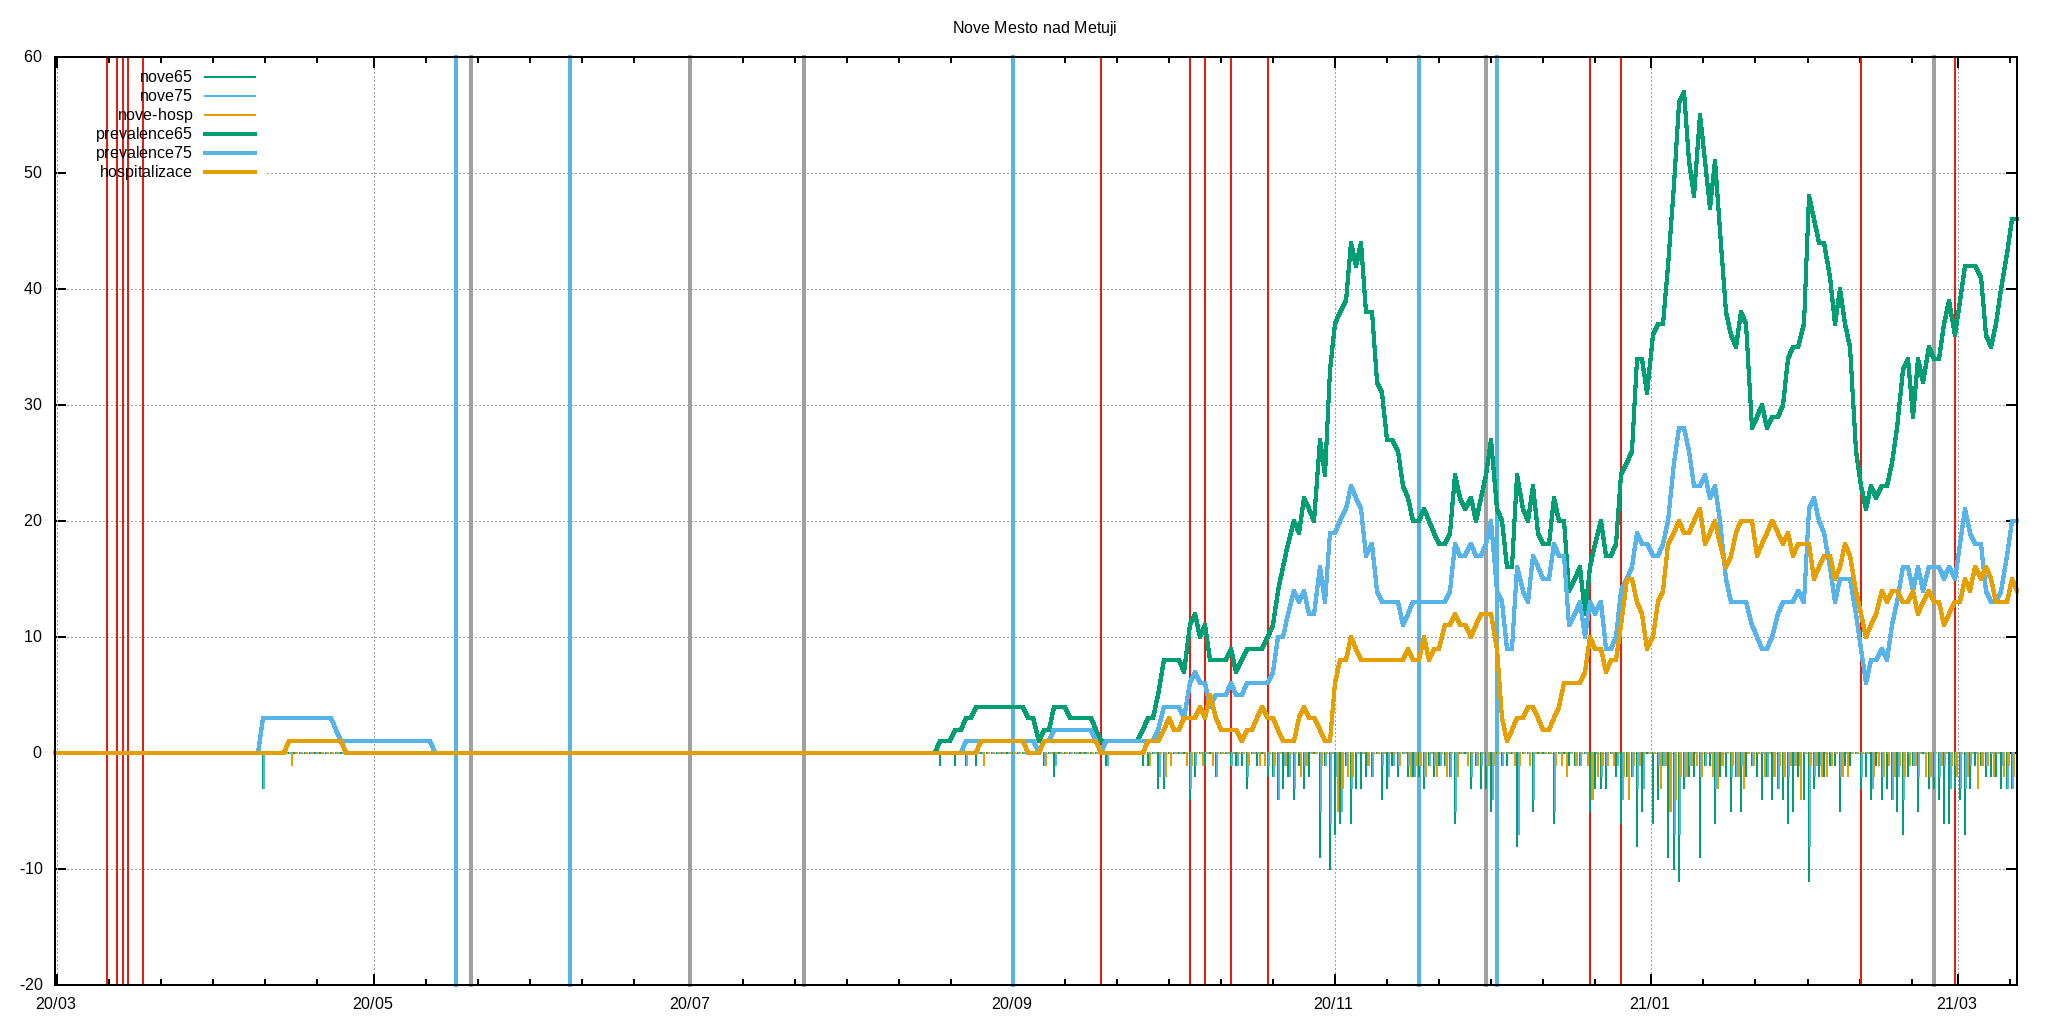 Nove Mesto nad Metuji
60
50
40
30
20
10
0
-10
-20
nove65
nove75
nove-hosp
prevalence65
prevalence75
hospitalizace
20/03 20/05 20/07 20/09 20/11 21/01 21/03